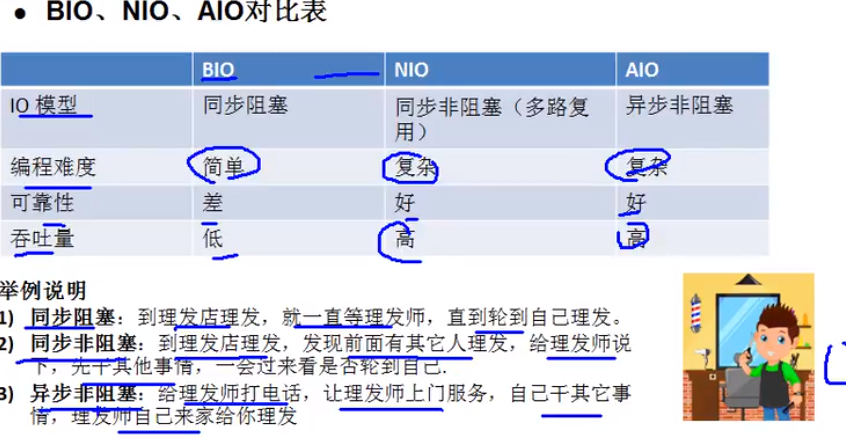 • BIO、NIO、AIO对比表
BIO NIO AIO
IO 模型 同步阻塞 同步非阻塞（多路复用） 异步非阻塞
编程难度 简单 复杂 复杂
可靠性 差 好 好
吞吐量 低 高 高
举例说明
1) 同步阻塞：到理发店理发，就一直等理发师，直到轮到自己理发。
2) 同步非阻塞：到理发店理发，发现前面有其它人理发，给理发师说
下，先干其他事情，一会过来看是否轮到自己.
3) 异步非阻塞：给理发师打电话，让理发师上门服务，自己干其它事
情，理发师自己来家给你理发